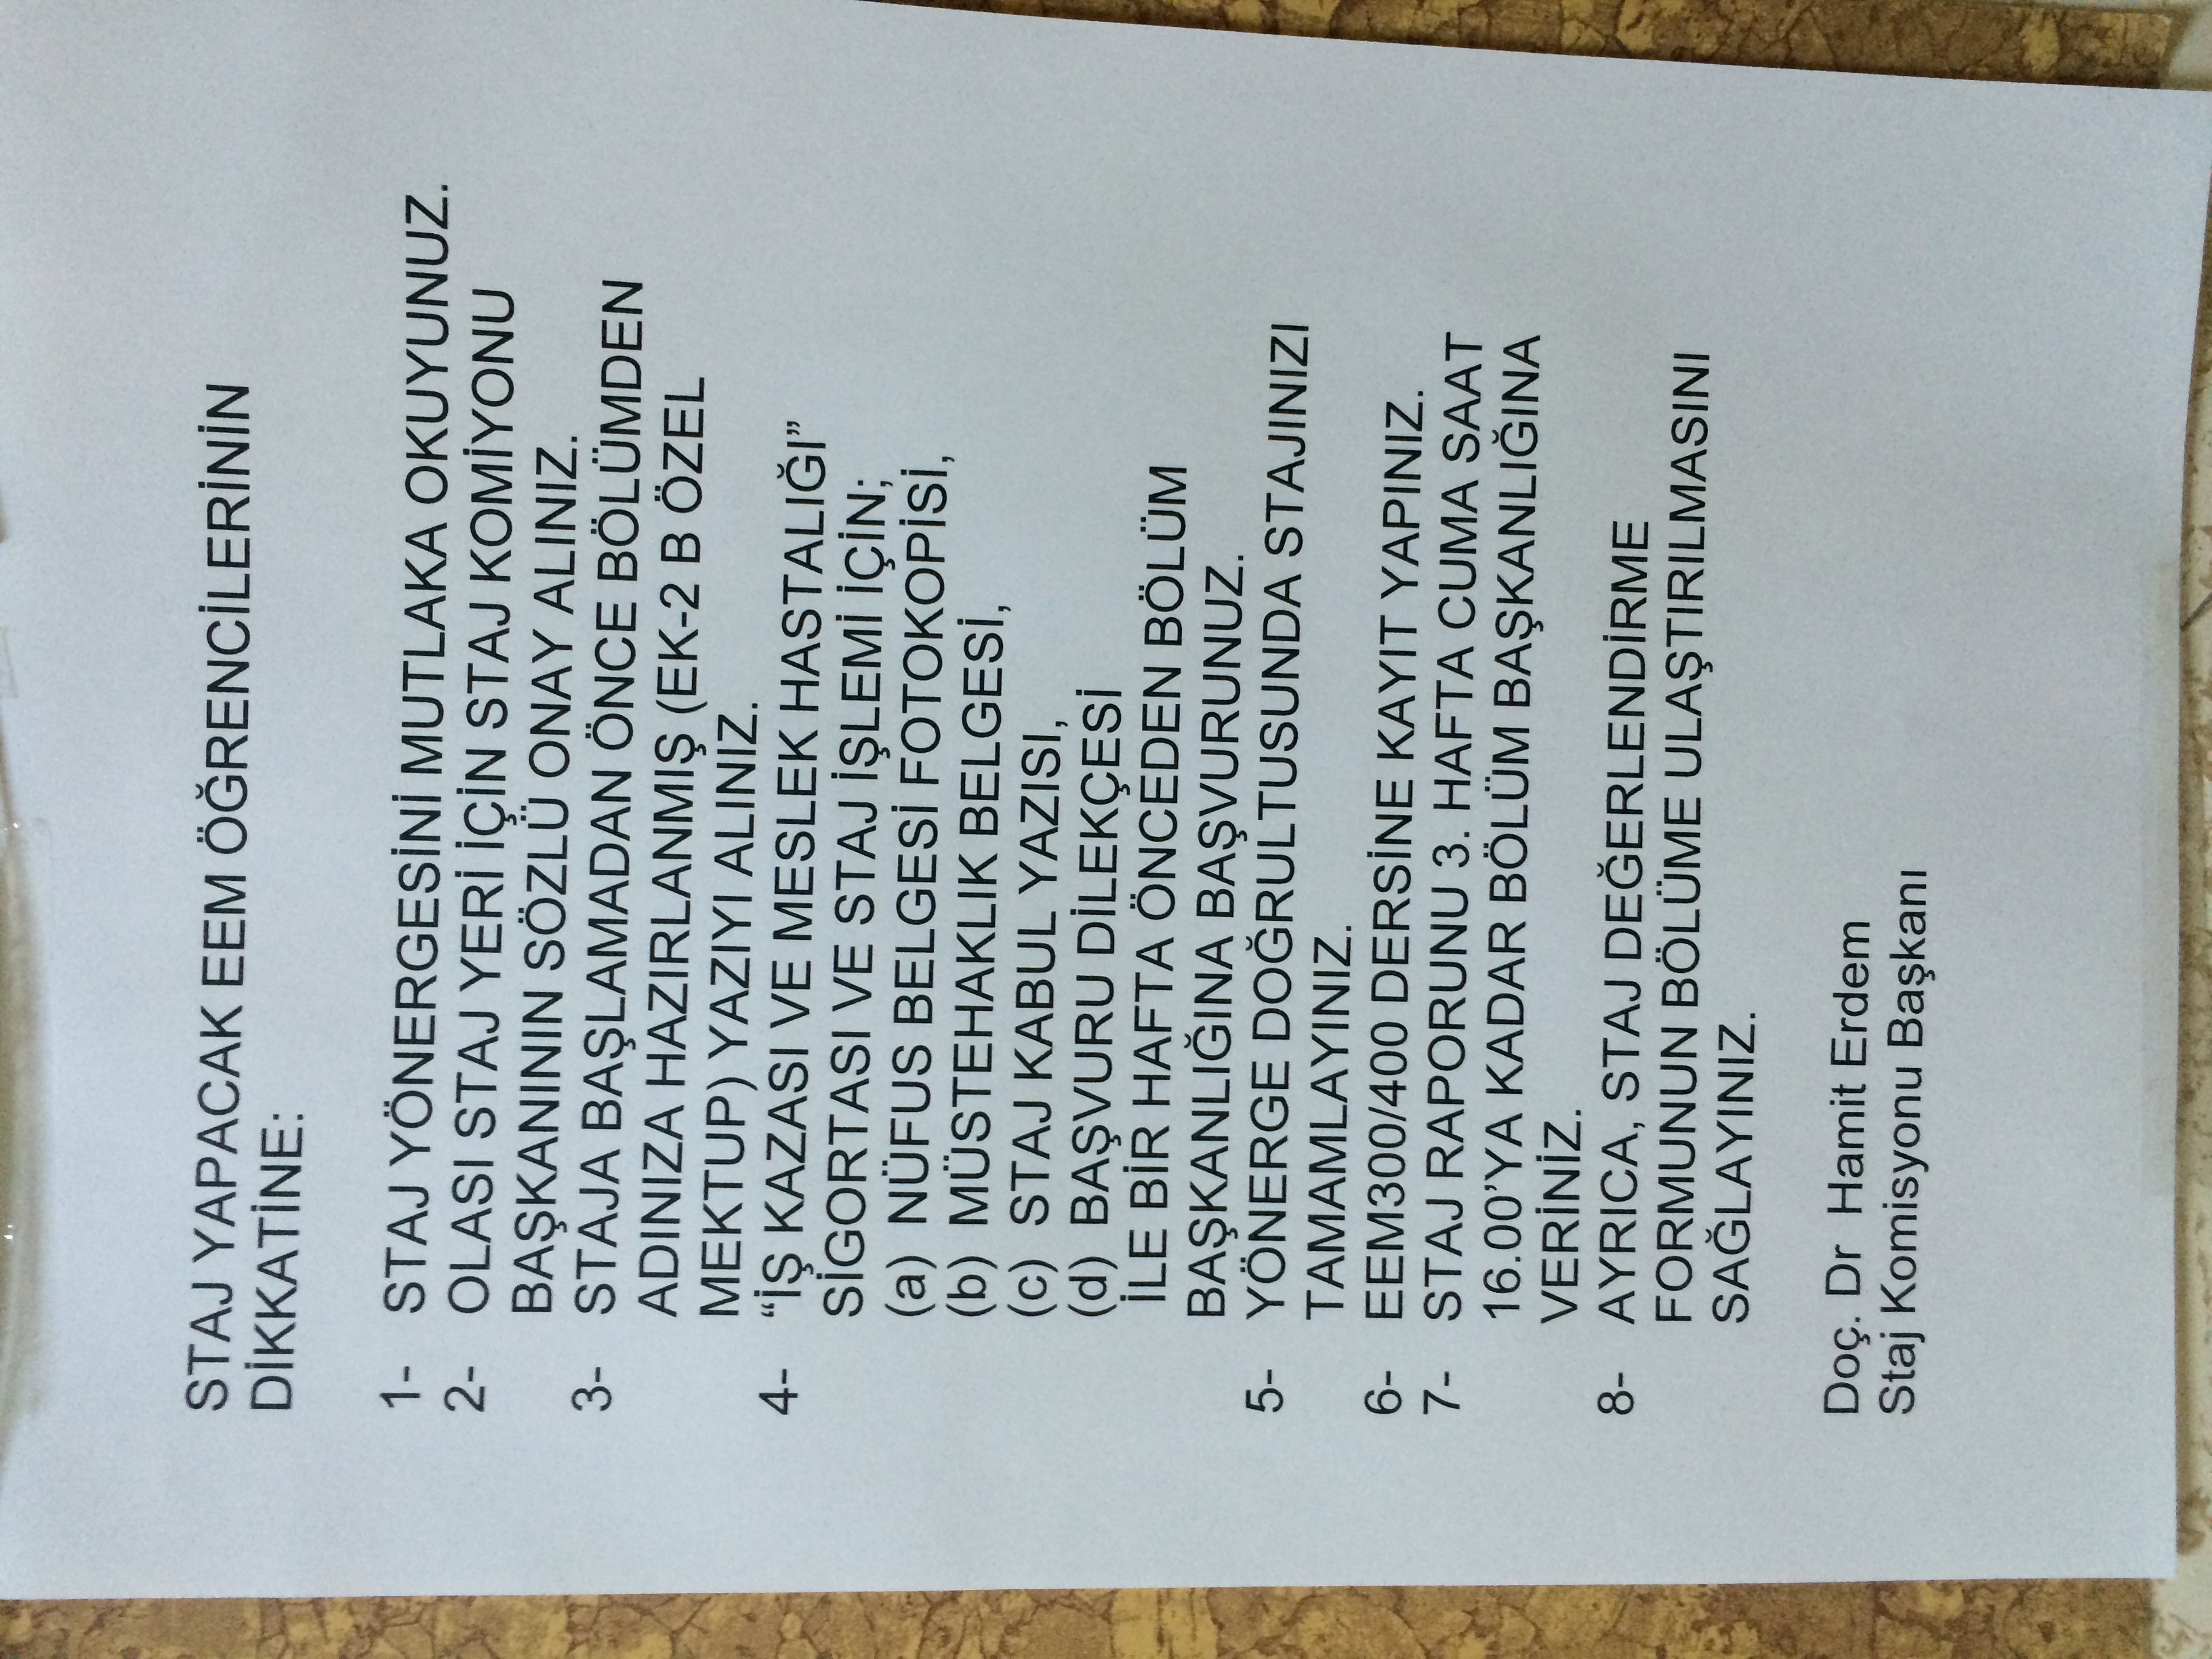 STAJ YAPACAK EEM ÖĞRENCİLERİNİN
DİKKATİNE:
1- STAJ YÖNERGESİNİ MUTLAKA OKUYUNUZ.
2- OLASI STAJ YERİ İÇİN STAJ KOMİYONU
BAŞKANININ SÖZLÜ ONAY ALINIZ.
3- STAJA BAŞLAMADAN ÖNCE BÖLÜMDEN
ADINIZA HAZIRLANMIŞ (EK-2 B ÖZEL
MEKTUP) YAZIYI ALINIZ.
4- “İŞ KAZASI VE MESLEK HASTALIĞI”
SİGORTASI VE STAJ İŞLEMİ İÇİN;
(a) NÜFUS BELGESİ FOTOKOPİSİ,
(b) MÜSTEHAKLIK BELGESİ,
(c) STAJ KABUL YAZISI,
(d) BAŞVURU DİLEKÇESİ
İLE BİR HAFTA ÖNCEDEN BÖLÜM
BAŞKANLIĞINA BAŞVURUNUZ.
5- YÖNERGE DOĞRULTUSUNDA STAJINIZI
TAMAMLAYINIZ.
6- EEM300/400 DERSİNE KAYIT YAPINIZ.
7- STAJ RAPORUNU 3. HAFTA CUMA SAAT
16.00’YA KADAR BÖLÜM BAŞKANLIĞINA
VERİNİZ.
8- AYRICA, STAJ DEĞERLENDİRME
FORMUNUN BÖLÜME ULAŞTIRILMASINI
SAĞLAYINIZ.
Doç. Dr Hamit Erdem
Staj Komisyonu Başkanı